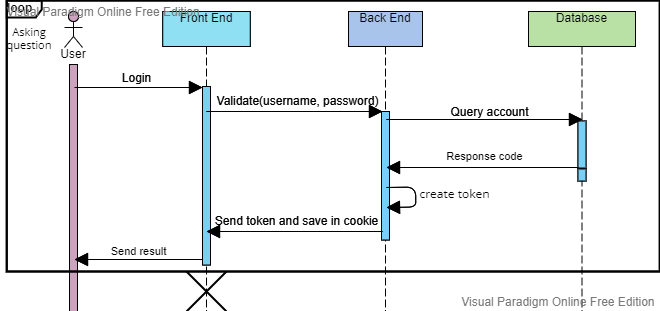 loop
Visual Paradigm Online Free Edition
Asking
question
User
Front End
Back End
Database
Login
Validate(username, password)
Query account
Response code
create token
Send token and save in cookie
Send result
Visual Paradigm Online Free Edition